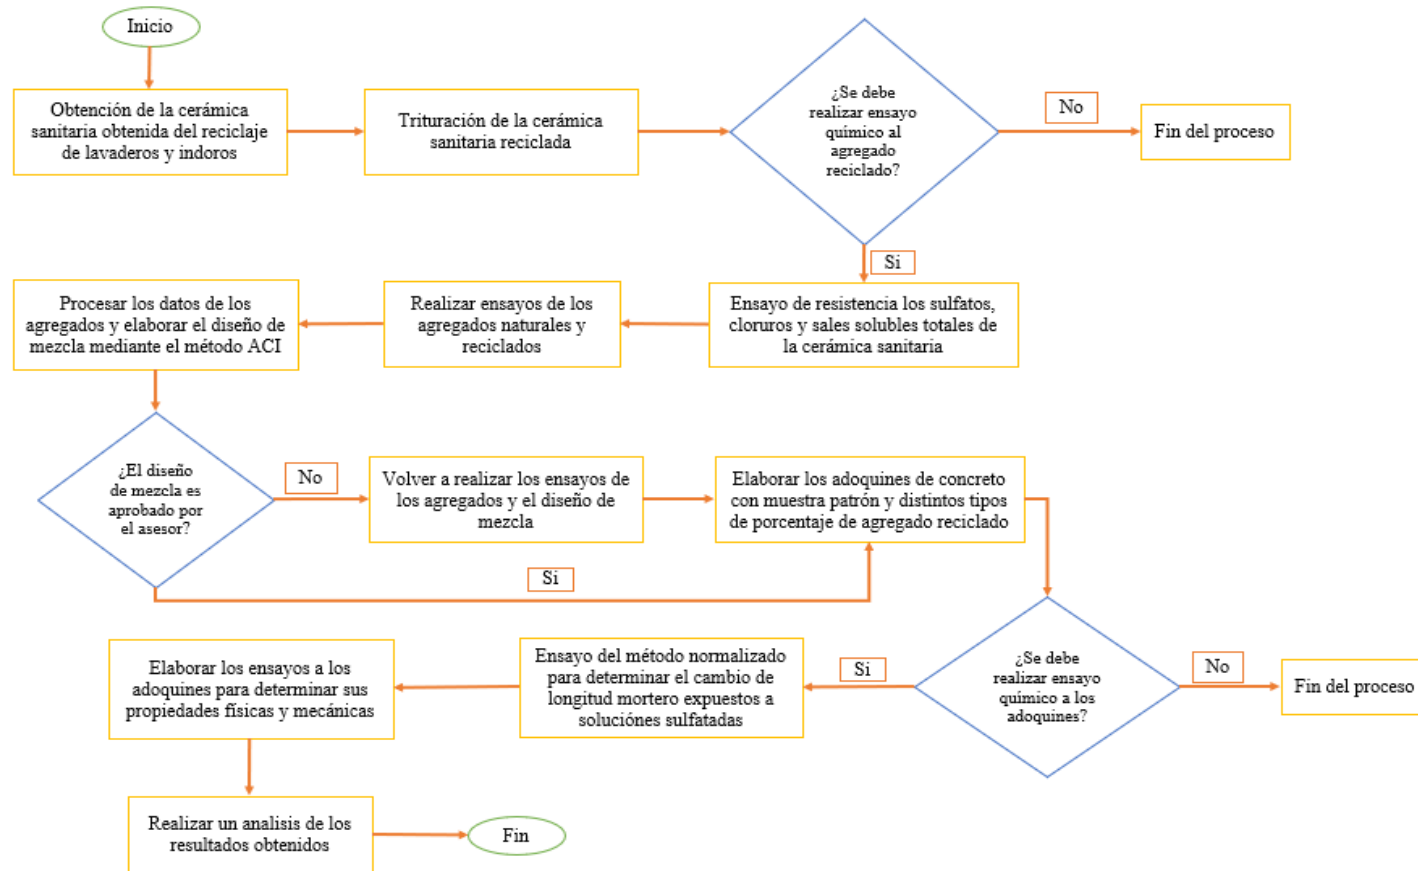 Inicio
Obtención de la cerámica
sanitaria obtenida del reciclaje
de lavaderos y indoros
Trituración de la cerámica
sanitaria reciclada
¿Se debe
realizar ensayo
químico al
agregado
reciclado?
No
Fin del proceso
Si
Ensayo de resistencia los sulfatos,
cloruros y sales solubles totales de
la cerámica sanitaria
Realizar ensayos de los
agregados naturales y
reciclados
Procesar los datos de los
agregados y elaborar el diseño de
mezcla mediante el método ACI
¿El diseño
de mezcla es
aprobado por
el asesor?
No
Volver a realizar los ensayos de
los agregados y el diseño de
mezcla
Elaborar los adoquines de concreto
con muestra patrón y distintos tipos
de porcentaje de agregado reciclado
Si
¿Se debe
realizar ensayo
químico a los
adoquines?
No
Fin del proceso
Si
Ensayo del método normalizado
para determinar el cambio de
longitud mortero expuestos a
soluciónes sulfatadas
Elaborar los ensayos a los
adoquines para determinar sus
propiedades físicas y mecánicas
Realizar un analisis de los
resultados obtenidos
Fin